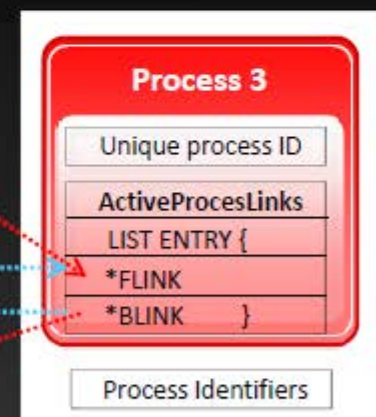 Process 3
Unique process ID
ActiveProcesLinks
LIST ENTRY {
*FLINK
*BLINK }
Process Identifiers